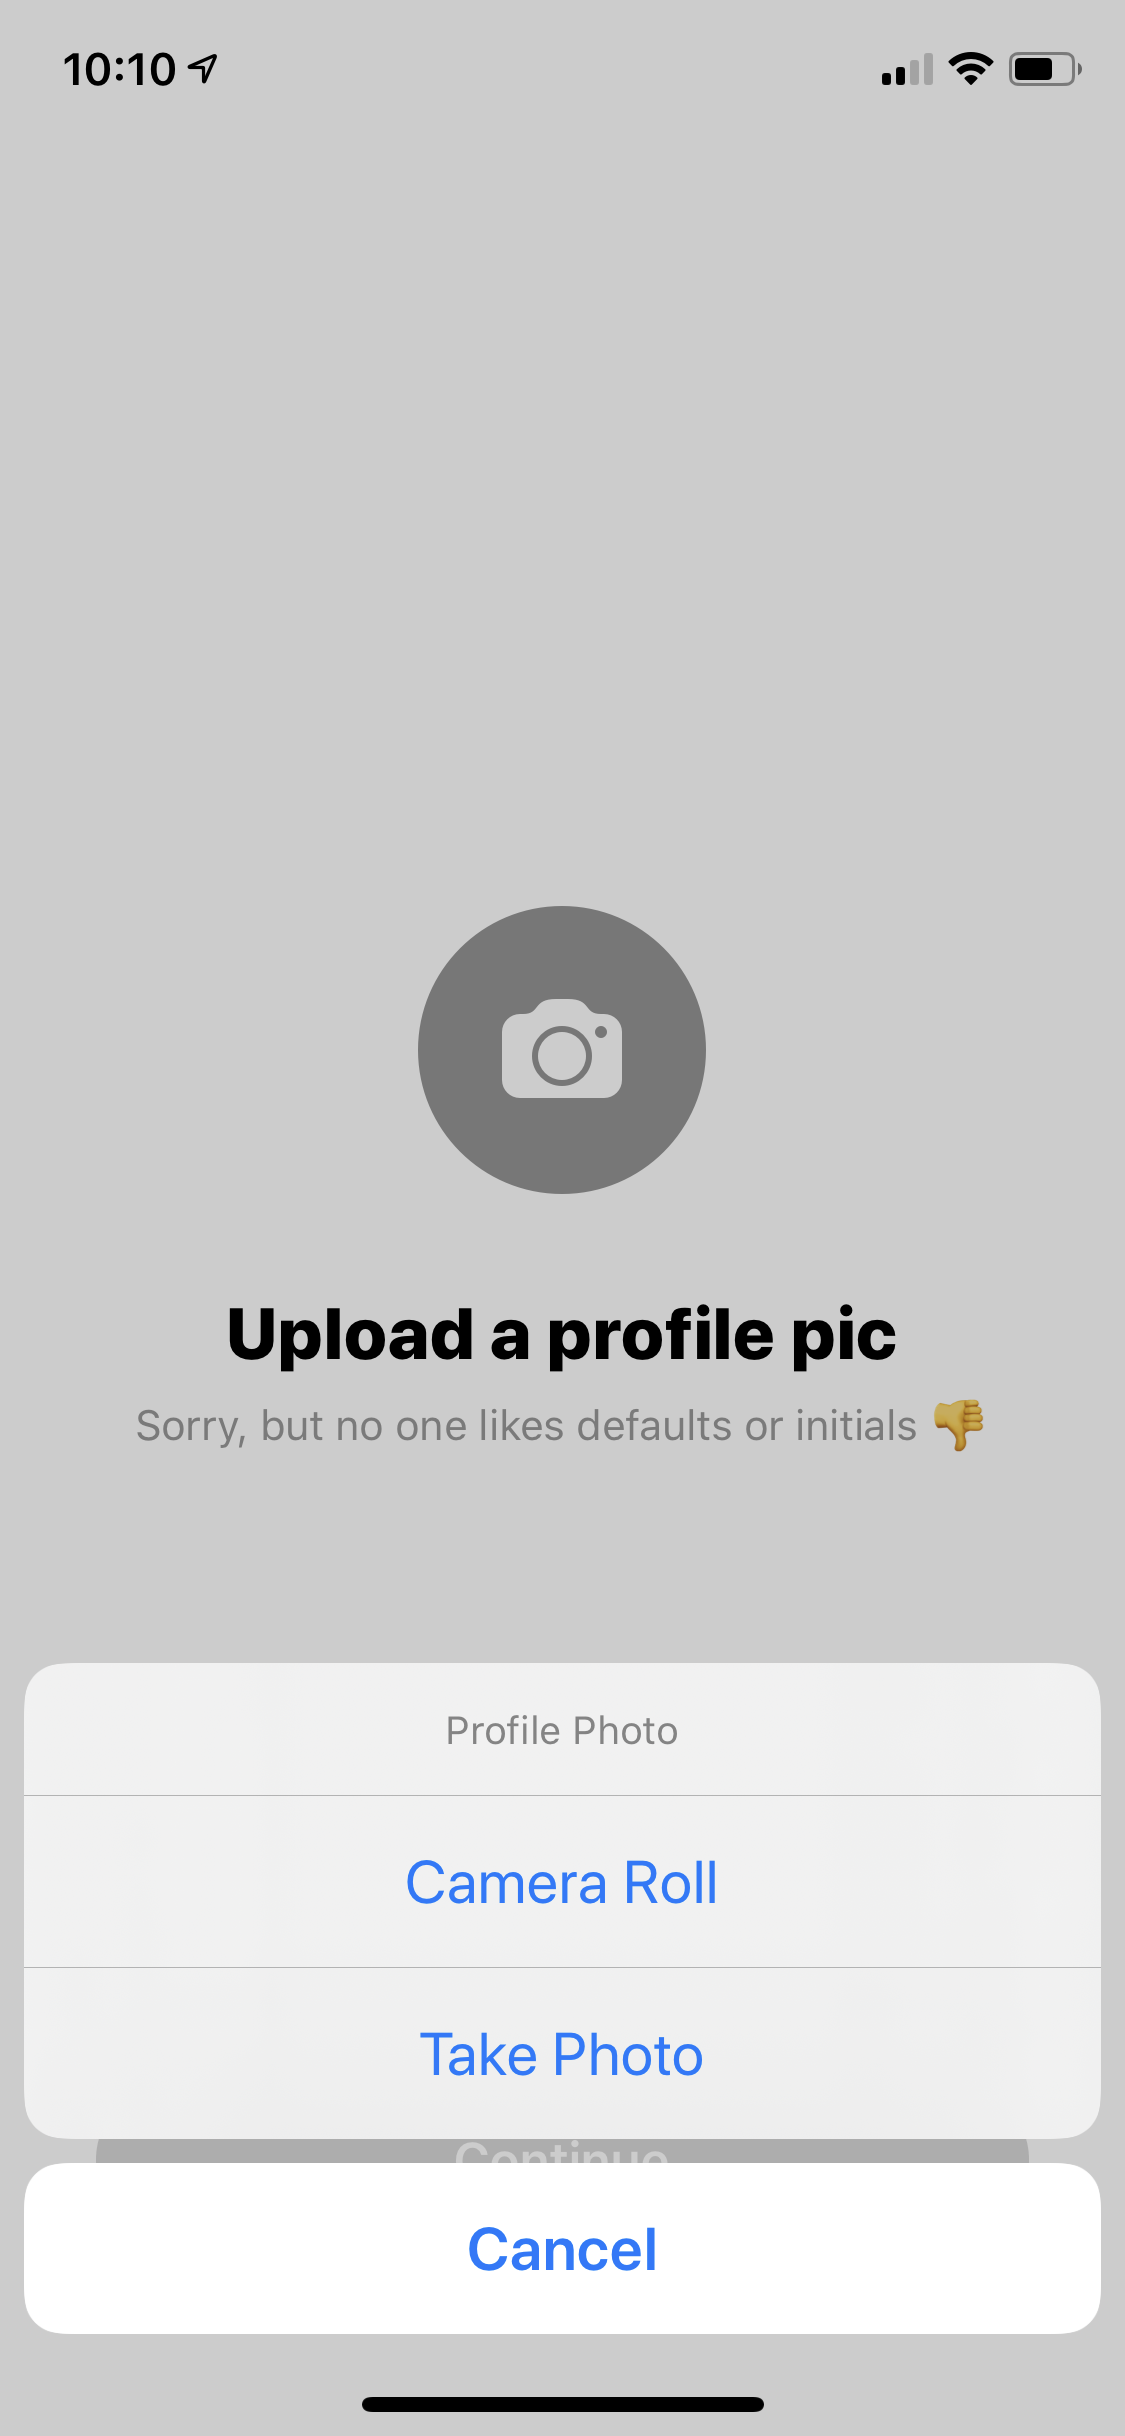 10:10
Upload a profile pic
Sorry, but no one likes defaults or initials 👎
Profile Photo
Camera Roll
Take Photo
Continue
Cancel